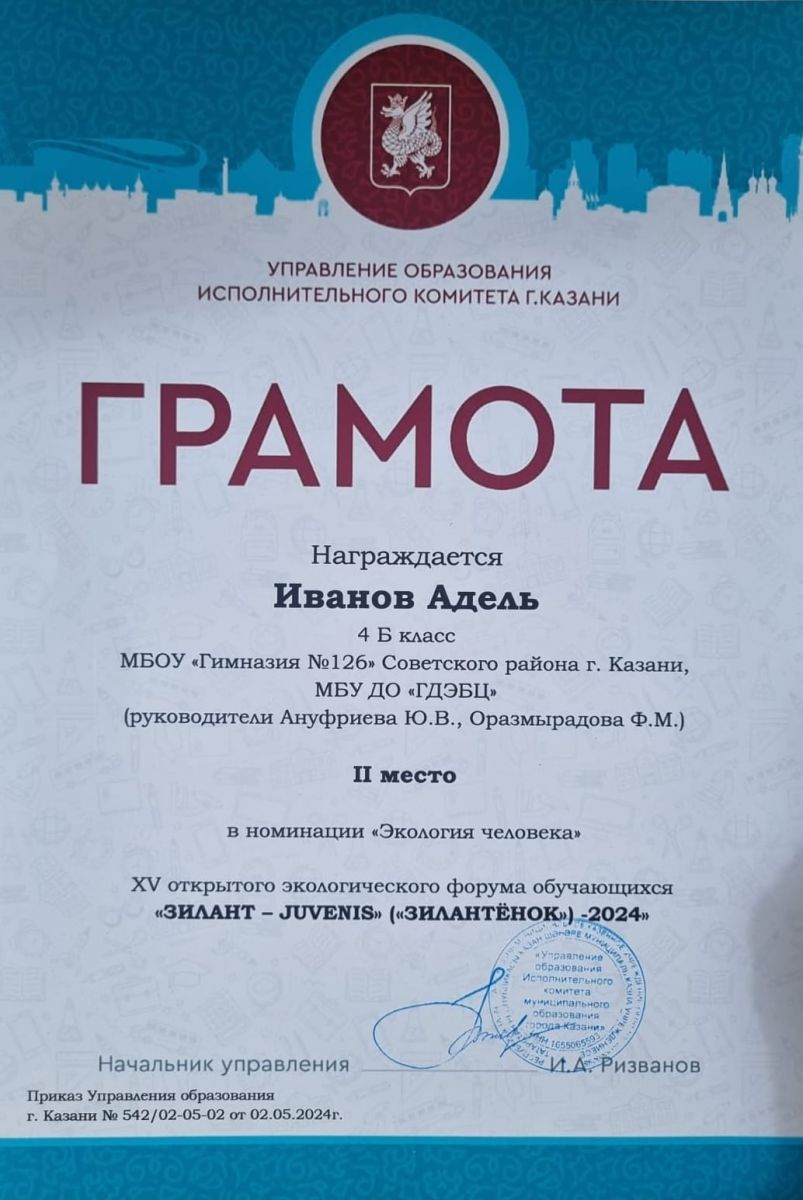 УПРАВЛЕНИЕ ОБРАЗОВАНИЯ
ИСПОЛНИТЕЛЬНОГО КОМИТЕТА Г.КАЗАНИ
ГРАМОТА
Награждается
Иванов Адель
4 Б класс
МБОУ «Гимназия №126» Советского района г. Казани,
МБУ ДО «ГДЭБЦ»
(руководители Ануфриева Ю.В., Оразмырадова Ф.М.)
II место
в номинации «Экология человека»
XV открытого экологического форума обучающихся
«ЗИЛАНТ – JUVENIS» («ЗИЛАНТЁНОК») -2024»
«Управление
образования
Исполнительного
комитета
муниципального
образования
города Казани»
ИНН 1655065593
Начальник управления И.А. Ризванов
Приказ Управления образования
г. Казани № 542/02-05-02 от 02.05.2024г.